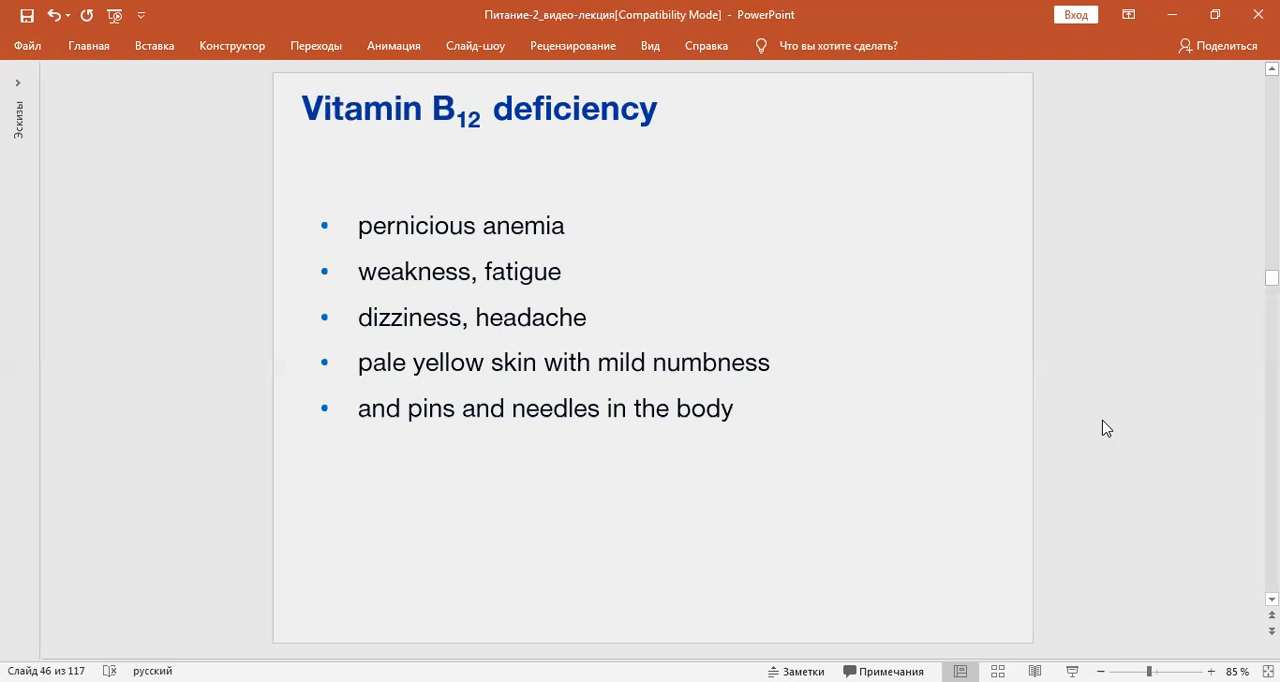 Питание-2_видео-лекция[Compatibility Mode] - PowerPoint
Вход
Файл Главная Вставка Конструктор Переходы Анимация Слайд-шоу Рецензирование Вид Справка Что вы хотите сделать? Поделиться
Эскизы
Vitamin B12 deficiency
• pernicious anemia
• weakness, fatigue
• dizziness, headache
• pale yellow skin with mild numbness
• and pins and needles in the body
Слайд 46 из 117 русский Заметки Примечания 85 %